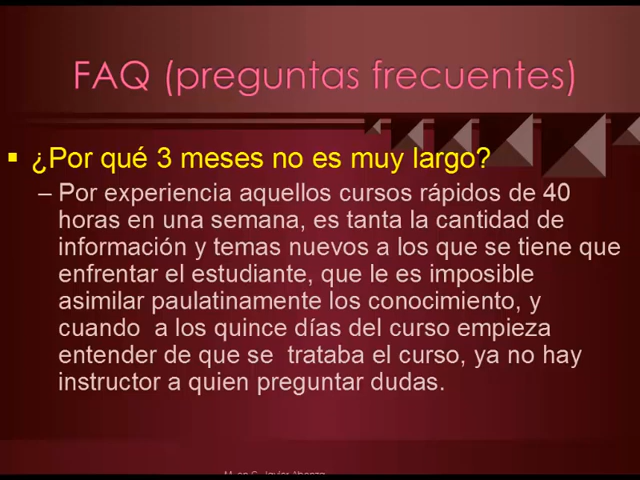 FAQ (preguntas frecuentes)
¿Por qué 3 meses no es muy largo?
– Por experiencia aquellos cursos rápidos de 40
horas en una semana, es tanta la cantidad de
información y temas nuevos a los que se tiene que
enfrentar el estudiante, que le es imposible
asimilar paulatinamente los conocimiento, y
cuando a los quince días del curso empieza
entender de que se trataba el curso, ya no hay
instructor a quien preguntar dudas.